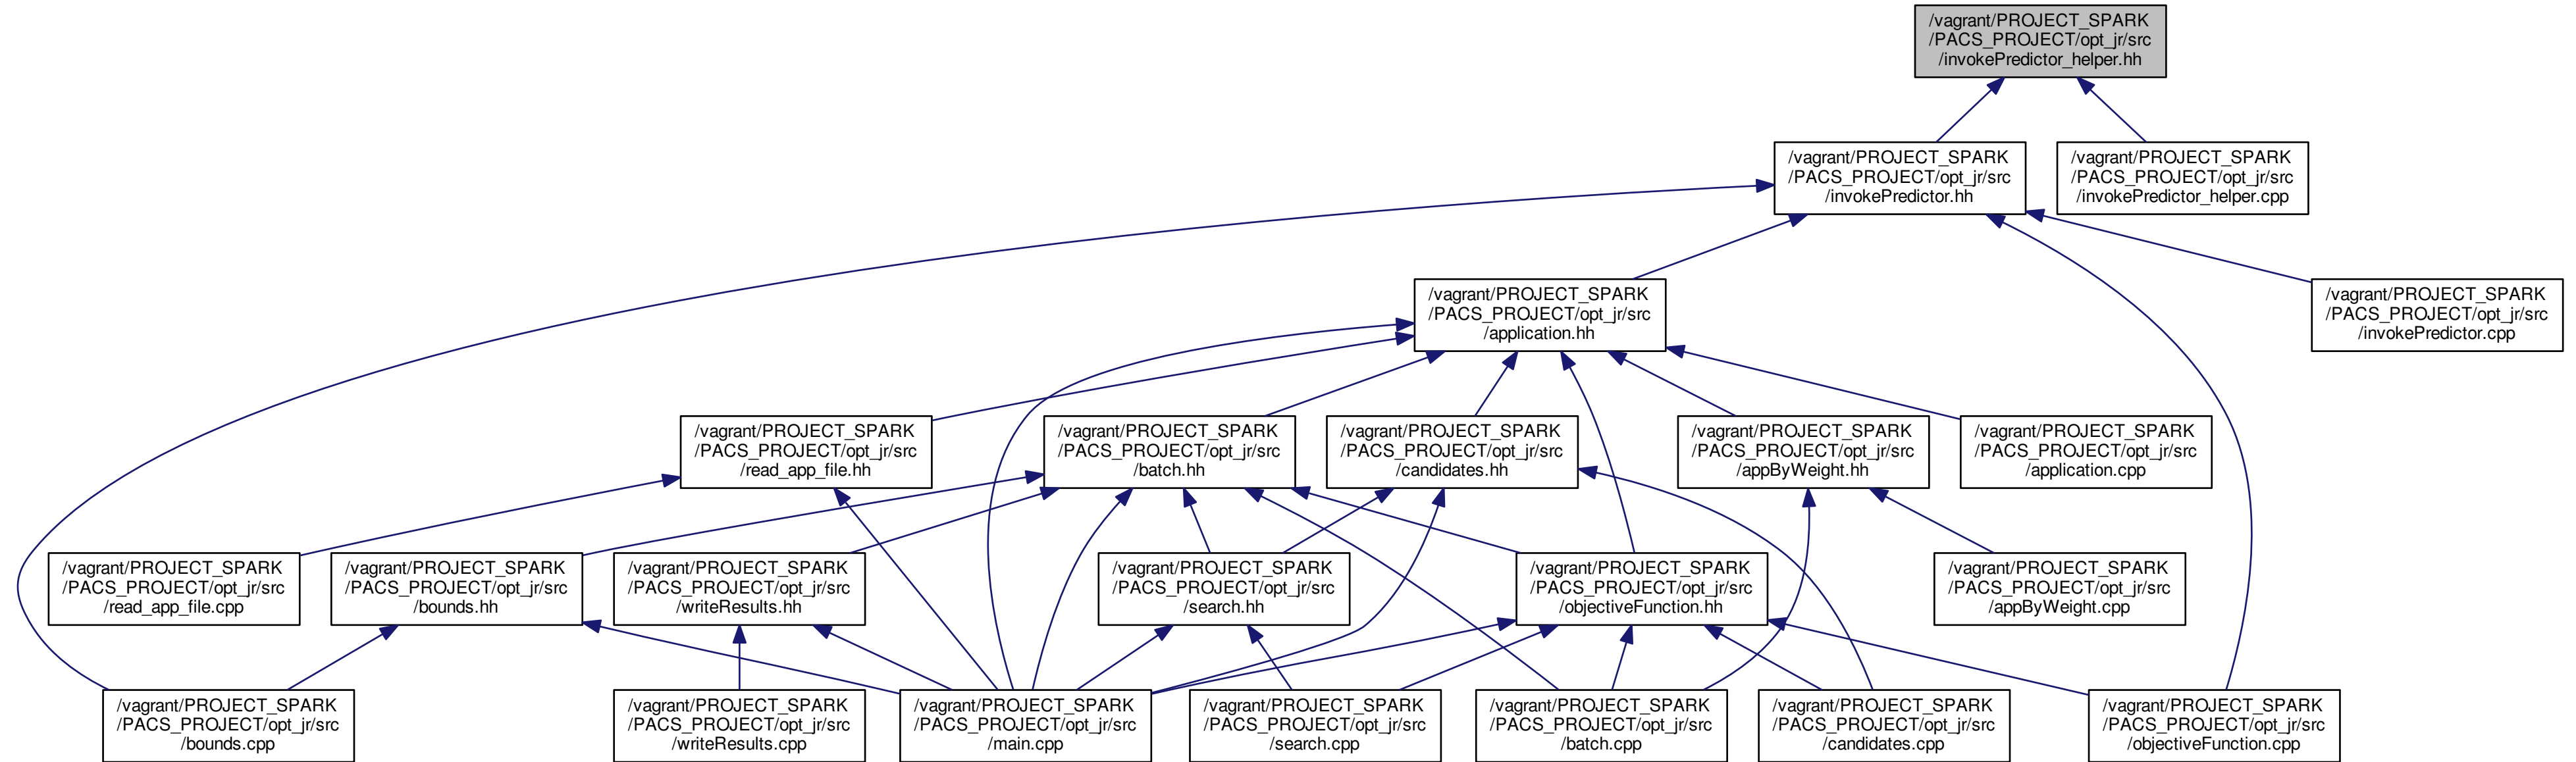 /vagrant/PROJECT_SPARK
/PACS_PROJECT/opt_jr/src
/invokePredictor_helper.hh
/vagrant/PROJECT_SPARK
/PACS_PROJECT/opt_jr/src
/invokePredictor.hh
/vagrant/PROJECT_SPARK
/PACS_PROJECT/opt_jr/src
/invokePredictor_helper.cpp
/vagrant/PROJECT_SPARK
/PACS_PROJECT/opt_jr/src
/application.hh
/vagrant/PROJECT_SPARK
/PACS_PROJECT/opt_jr/src
/invokePredictor.cpp
/vagrant/PROJECT_SPARK
/PACS_PROJECT/opt_jr/src
/read_app_file.hh
/vagrant/PROJECT_SPARK
/PACS_PROJECT/opt_jr/src
/batch.hh
/vagrant/PROJECT_SPARK
/PACS_PROJECT/opt_jr/src
/candidates.hh
/vagrant/PROJECT_SPARK
/PACS_PROJECT/opt_jr/src
/appByWeight.hh
/vagrant/PROJECT_SPARK
/PACS_PROJECT/opt_jr/src
/application.cpp
/vagrant/PROJECT_SPARK
/PACS_PROJECT/opt_jr/src
/read_app_file.cpp
/vagrant/PROJECT_SPARK
/PACS_PROJECT/opt_jr/src
/bounds.hh
/vagrant/PROJECT_SPARK
/PACS_PROJECT/opt_jr/src
/writeResults.hh
/vagrant/PROJECT_SPARK
/PACS_PROJECT/opt_jr/src
/search.hh
/vagrant/PROJECT_SPARK
/PACS_PROJECT/opt_jr/src
/objectiveFunction.hh
/vagrant/PROJECT_SPARK
/PACS_PROJECT/opt_jr/src
/appByWeight.cpp
/vagrant/PROJECT_SPARK
/PACS_PROJECT/opt_jr/src
/bounds.cpp
/vagrant/PROJECT_SPARK
/PACS_PROJECT/opt_jr/src
/writeResults.cpp
/vagrant/PROJECT_SPARK
/PACS_PROJECT/opt_jr/src
/main.cpp
/vagrant/PROJECT_SPARK
/PACS_PROJECT/opt_jr/src
/search.cpp
/vagrant/PROJECT_SPARK
/PACS_PROJECT/opt_jr/src
/batch.cpp
/vagrant/PROJECT_SPARK
/PACS_PROJECT/opt_jr/src
/candidates.cpp
/vagrant/PROJECT_SPARK
/PACS_PROJECT/opt_jr/src
/objectiveFunction.cpp